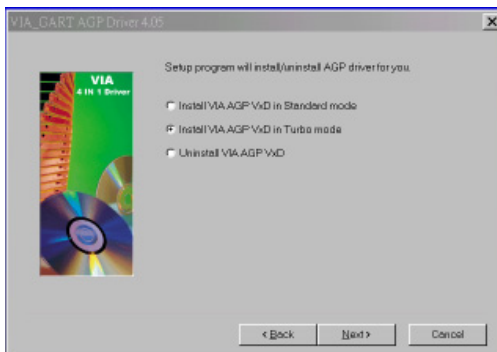 VIA_GART AGP Driver 4.05
VIA
4 IN 1 Driver
Setup program will install/uninstall AGP driver for you.
Install VIA AGP VxD in Standard mode
Install VIA AGP VxD in Turbo mode
Uninstall VIA AGP VxD
< Back
Next >
Cancel